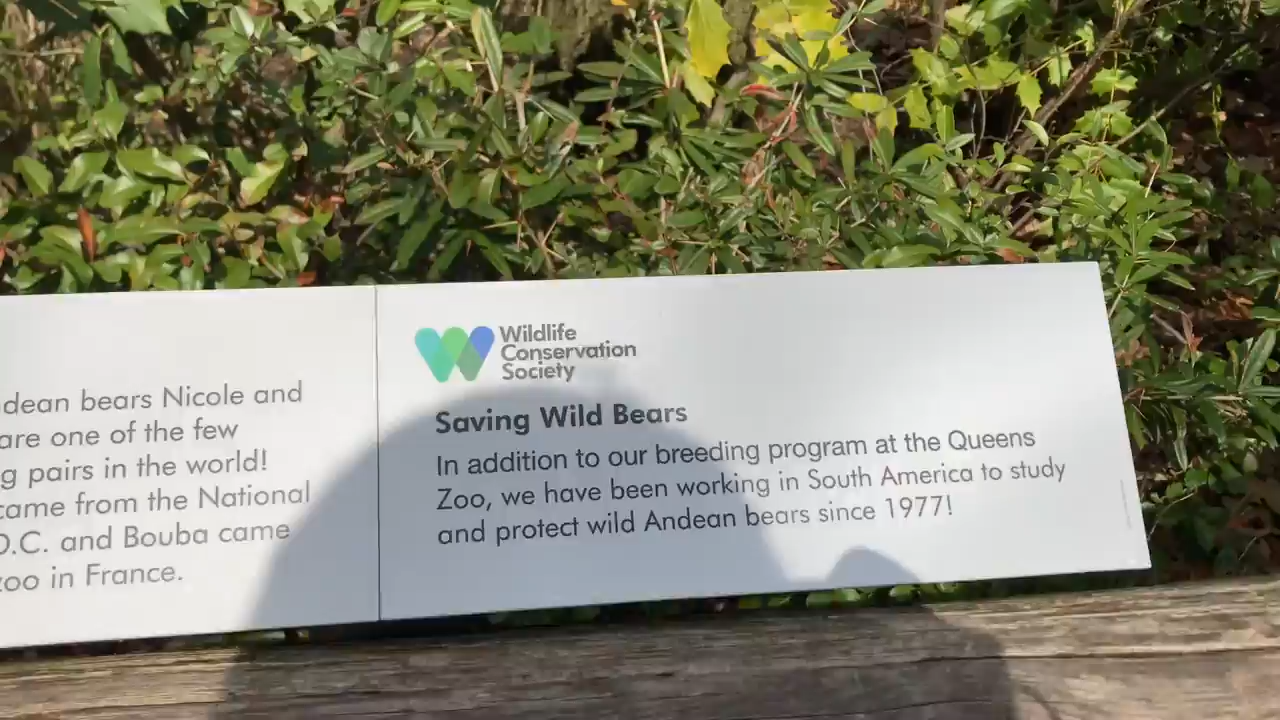 dean bears Nicole and
are one of the few
g pairs in the world!
came from the National
D.C. and Bouba came
zoo in France.
Wildlife
Conservation
Society
Saving Wild Bears
In addition to our breeding program at the Queens
Zoo, we have been working in South America to study
and protect wild Andean bears since 1977!